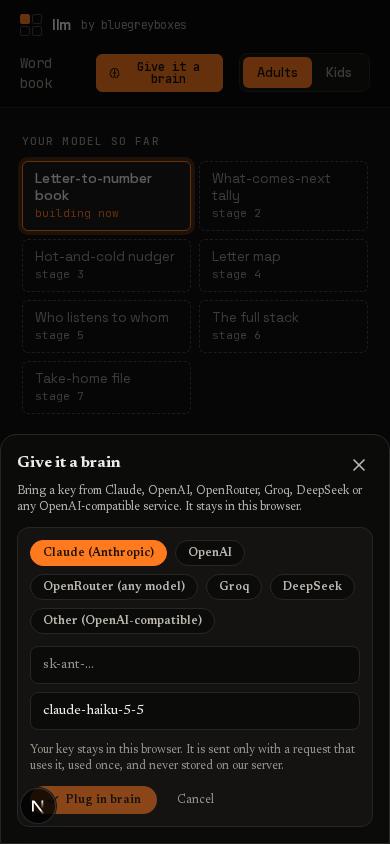 llm by bluegreyboxes
Word
book
Give it a
brain
Adults
Kids
YOUR MODEL SO FAR
Letter-to-number
book
building now
What-comes-next
tally
stage 2
Hot-and-cold nudger
stage 3
Letter map
stage 4
Who listens to whom
stage 5
The full stack
stage 6
Take-home file
stage 7
Give it a brain
Bring a key from Claude, OpenAI, OpenRouter, Groq, DeepSeek or
any OpenAI-compatible service. It stays in this browser.
Claude (Anthropic)
OpenAI
OpenRouter (any model)
Groq
DeepSeek
Other (OpenAI-compatible)
sk-ant-...
claude-haiku-5-5
Your key stays in this browser. It is sent only with a request that
uses it, used once, and never stored on our server.
N
Plug in brain
Cancel